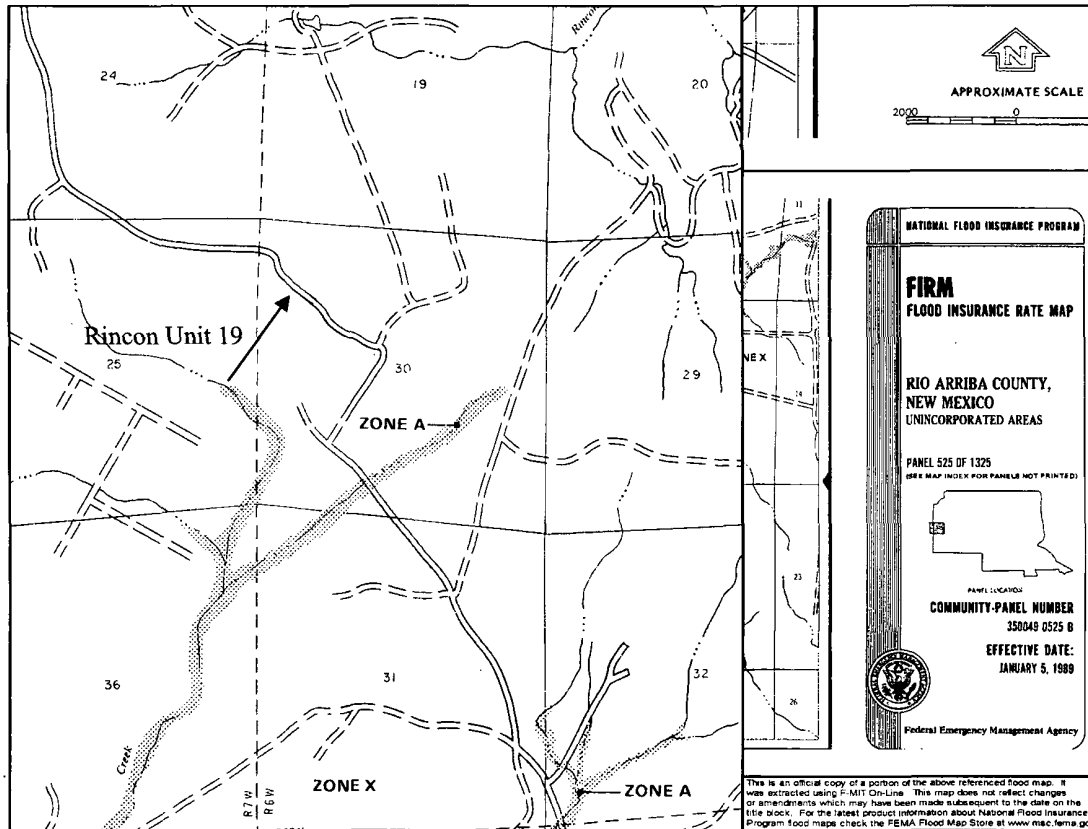 24
19
Rincon
20
N
APPROXIMATE SCALE
2000 0
11
NATIONAL FLOOD INSURANCE PROGRAM
FIRM
FLOOD INSURANCE RATE MAP
Rincon Unit 19
25
30
29
NE X
14
ZONE A
RIO ARRIBA COUNTY,
NEW MEXICO
UNINCORPORATED AREAS
PANEL 525 OF 1325
(SEE MAP INDEX FOR PANELS NOT PRINTED)
PANEL LOCATION
23
COMMUNITY-PANEL NUMBER
350049 0525 B
EFFECTIVE DATE:
JANUARY 5, 1989
36
31
32
26
Federal Emergency Management Agency
Creek
R7W
R6W
ZONE X
ZONE A
This is an official copy of a portion of the above referenced flood map. It
was extracted using F-MIT On-Line This map does not reflect changes
or amendments which may have been made subsequent to the date on the
title block. For the latest product information about National Flood Insurance
Program flood maps check the FEMA Flood Map Store at www.msc.fema.go